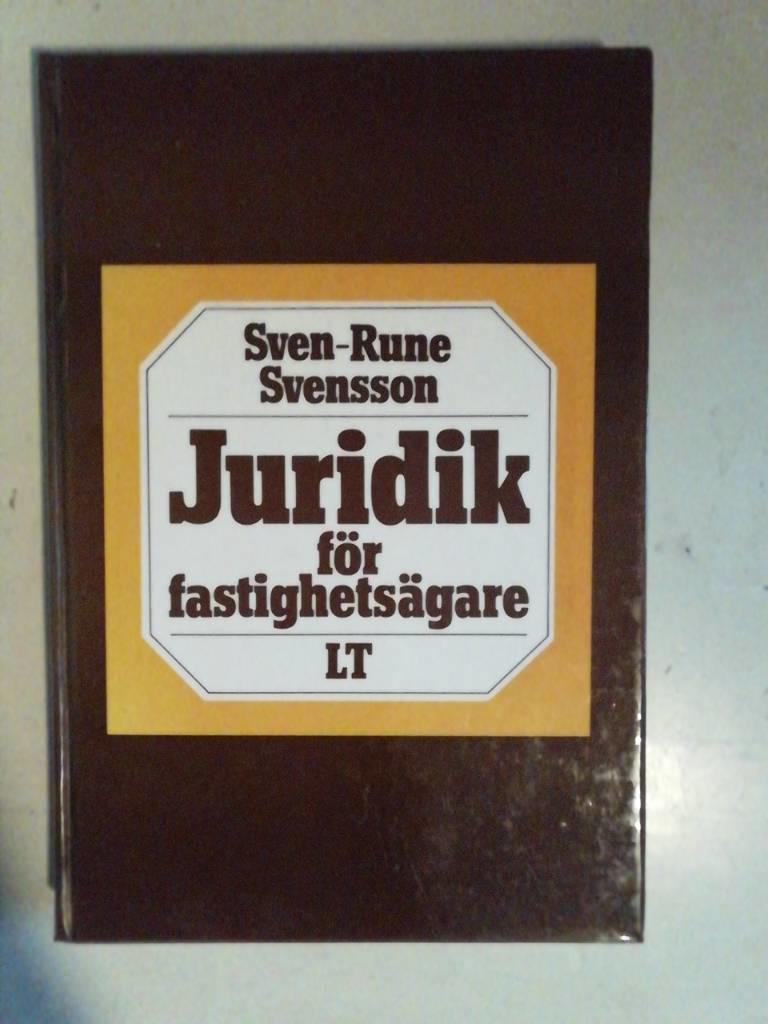 Sven-Rune
Svensson
Juridik
för
fastighetsägare
LT